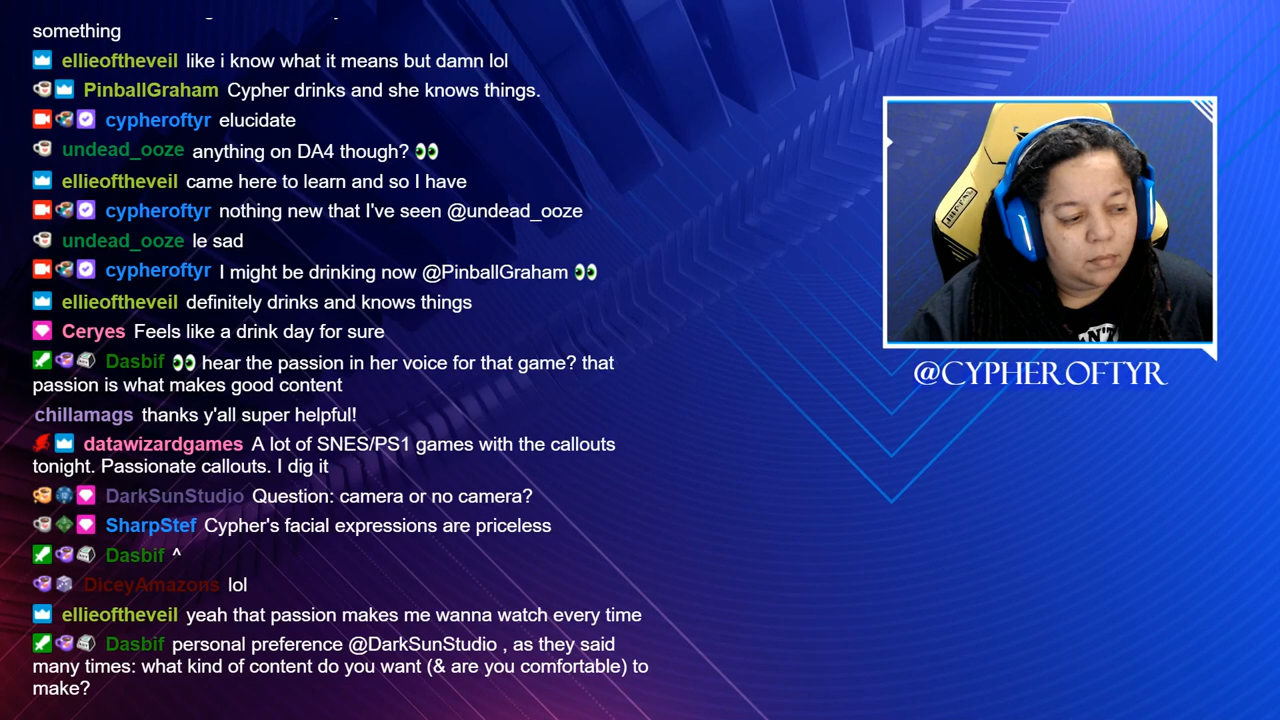 something
ellieoftheveil like i know what it means but damn lol
PinballGraham Cypher drinks and she knows things.
cypheroftyr elucidate
undead_ooze anything on DA4 though? 👀
ellieoftheveil came here to learn and so I have
cypheroftyr nothing new that I've seen @undead_ooze
undead_ooze le sad
cypheroftyr I might be drinking now @PinballGraham 👀
ellieoftheveil definitely drinks and knows things
Ceryes Feels like a drink day for sure
Dasbif 👀 hear the passion in her voice for that game? that
passion is what makes good content
chillamags thanks y'all super helpful!
datawizardgames A lot of SNES/PS1 games with the callouts
tonight. Passionate callouts. I dig it
DarkSunStudio Question: camera or no camera?
SharpStef Cypher's facial expressions are priceless
Dasbif ^
DiceyAmazons lol
ellieoftheveil yeah that passion makes me wanna watch every time
Dasbif personal preference @DarkSunStudio , as they said
many times: what kind of content do you want (& are you comfortable) to
make?
@CYPHEROFTYR